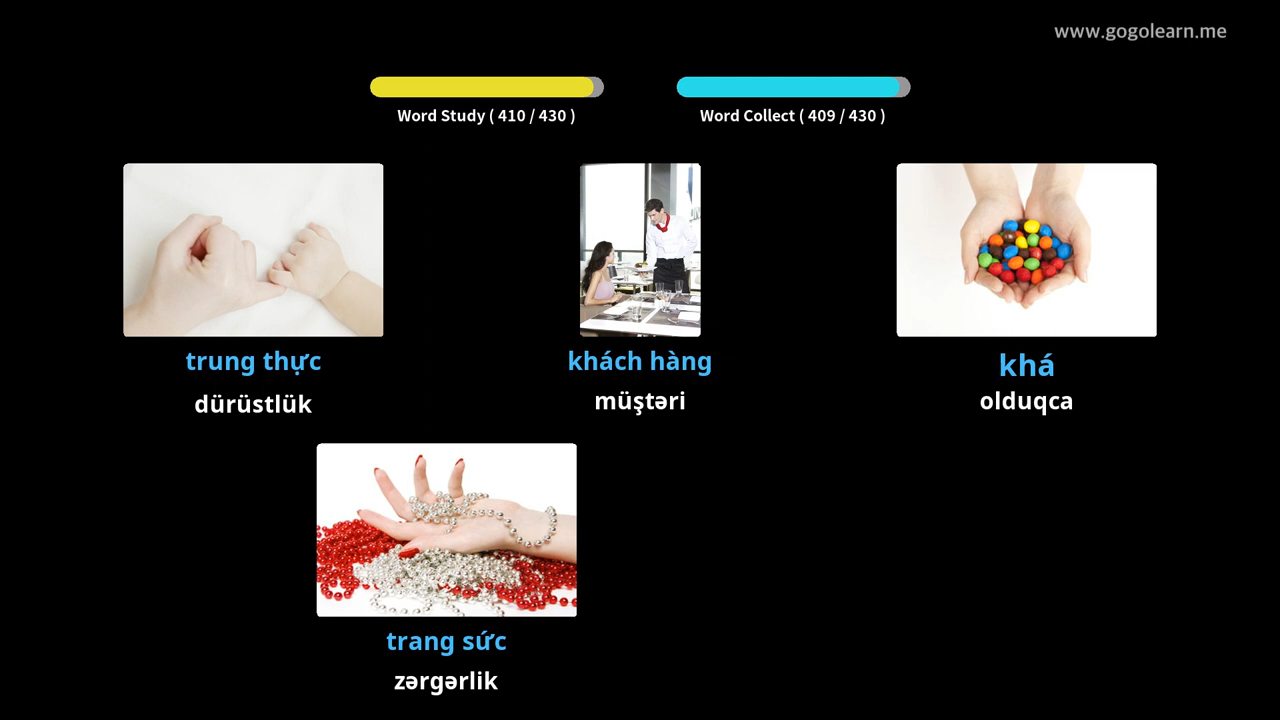 www.gogolearn.me
Word Study ( 410 / 430 )
Word Collect ( 409 / 430 )
trung thực
dürüstlük
khách hàng
müştəri
khá
olduqca
trang sức
zərgərlik